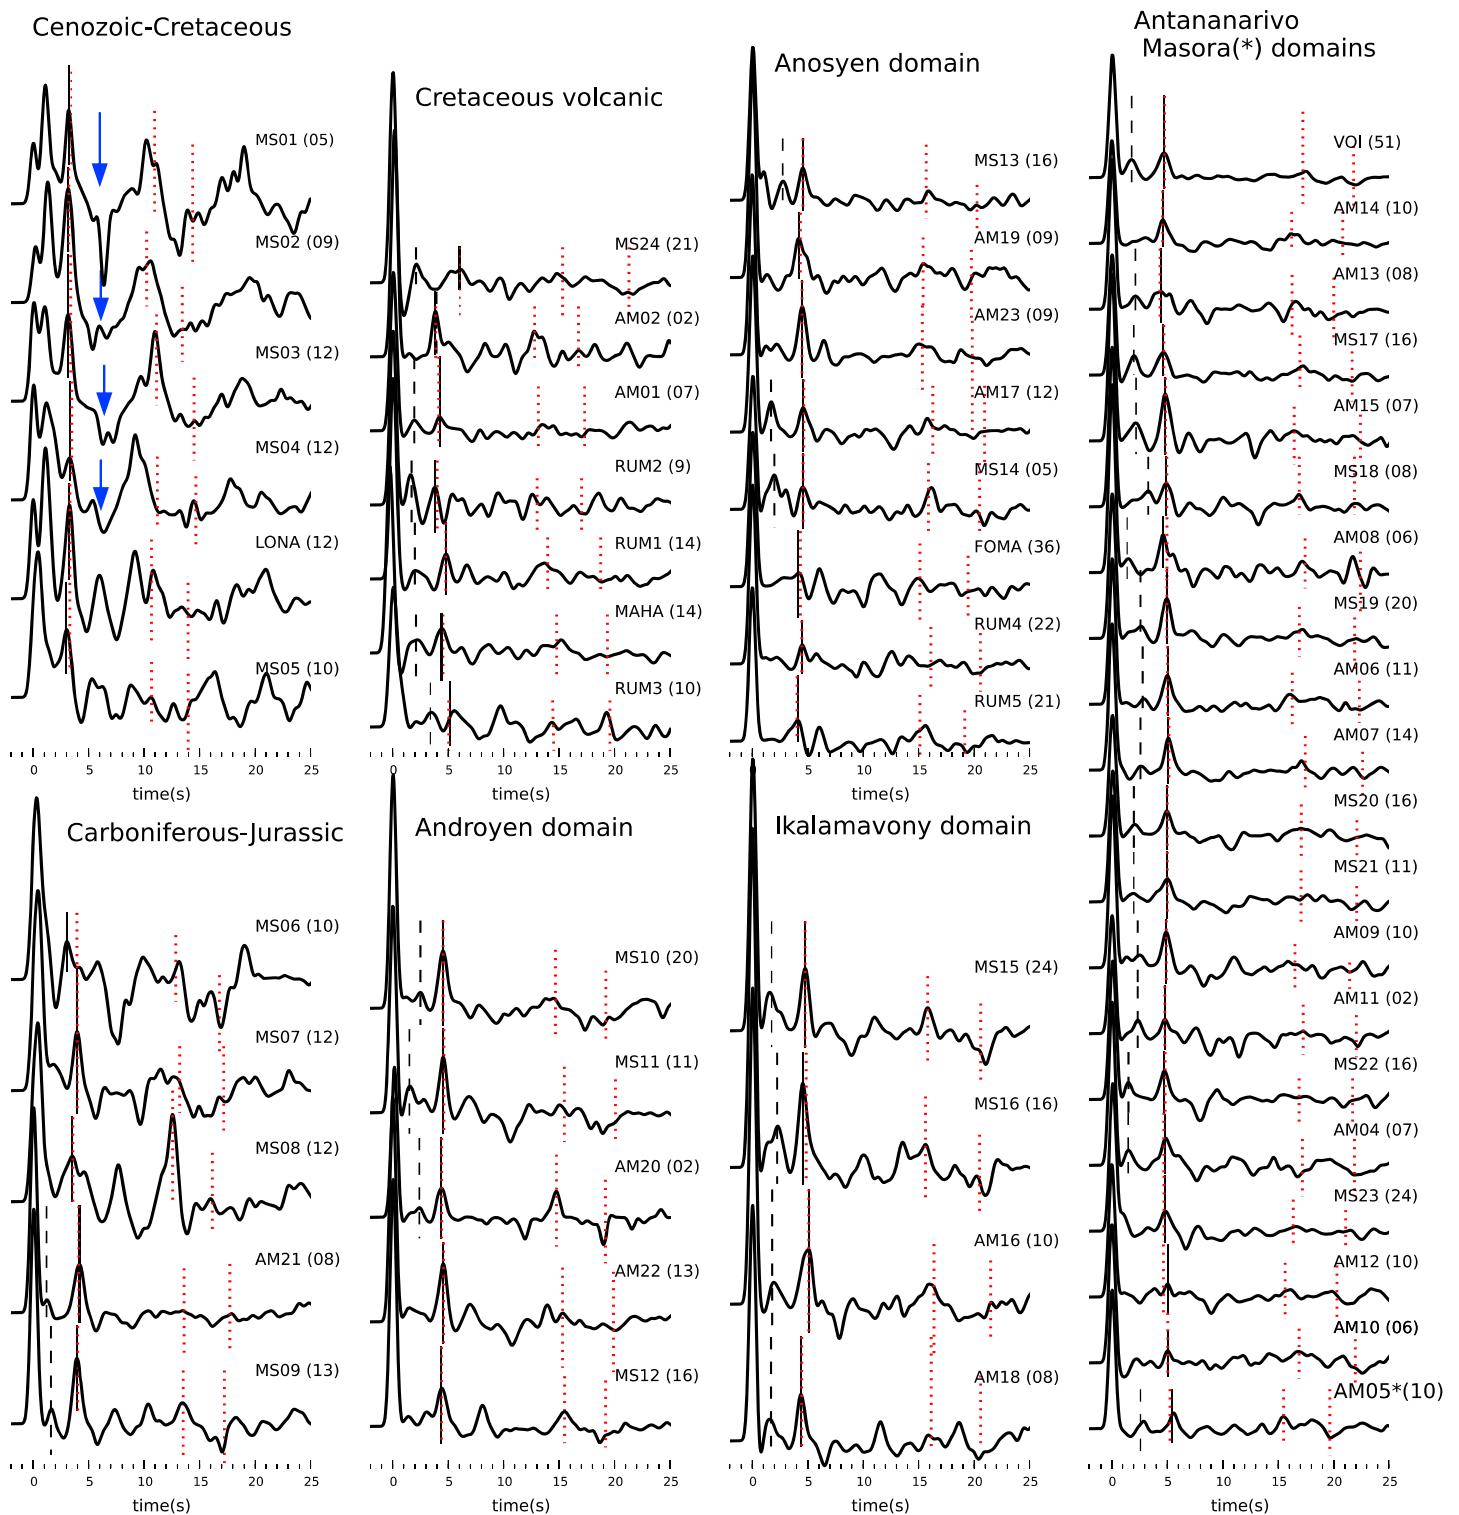 Cenozoic-Cretaceous
MS01 (05)
MS02 (09)
MS03 (12)
MS04 (12)
LONA (12)
MS05 (10)
0 5 10 15 20 25
time(s)
Cretaceous volcanic
MS24 (21)
AM02 (02)
AM01 (07)
RUM2 (9)
RUM1 (14)
MAHA (14)
RUM3 (10)
0 5 10 15 20 25
time(s)
Anosyen domain
MS13 (16)
AM19 (09)
AM23 (09)
AM17 (12)
MS14 (05)
FOMA (36)
RUM4 (22)
RUM5 (21)
0 5 10 15 20 25
time(s)
Antananarivo
Masora(*) domains
VOI (51)
AM14 (10)
AM13 (08)
MS17 (16)
AM15 (07)
MS18 (08)
AM08 (06)
MS19 (20)
AM06 (11)
AM07 (14)
MS20 (16)
MS21 (11)
AM09 (10)
AM11 (02)
MS22 (16)
AM04 (07)
MS23 (24)
AM12 (10)
AM10 (06)
AM05*(10)
0 5 10 15 20 25
time(s)
Carboniferous-Jurassic
MS06 (10)
MS07 (12)
MS08 (12)
AM21 (08)
MS09 (13)
0 5 10 15 20 25
time(s)
Androyen domain
MS10 (20)
MS11 (11)
AM20 (02)
AM22 (13)
MS12 (16)
0 5 10 15 20 25
time(s)
Ikalamavony domain
MS15 (24)
MS16 (16)
AM16 (10)
AM18 (08)
0 5 10 15 20 25
time(s)